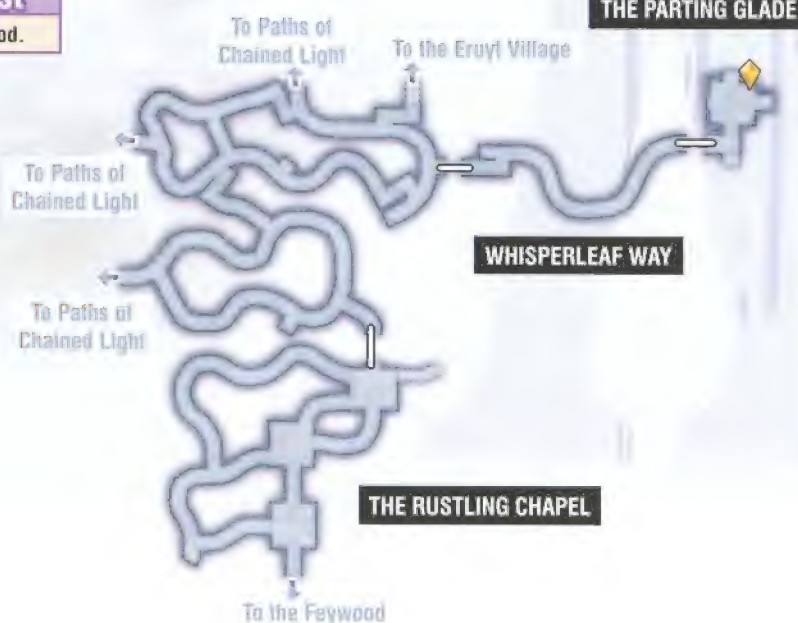 od.
THE PARTING GLADE
To Paths of
Chained Light
To the Eruyt Village
To Paths of
Chained Light
WHISPERLEAF WAY
To Paths of
Chained Light
THE RUSTLING CHAPEL
To the Feywood